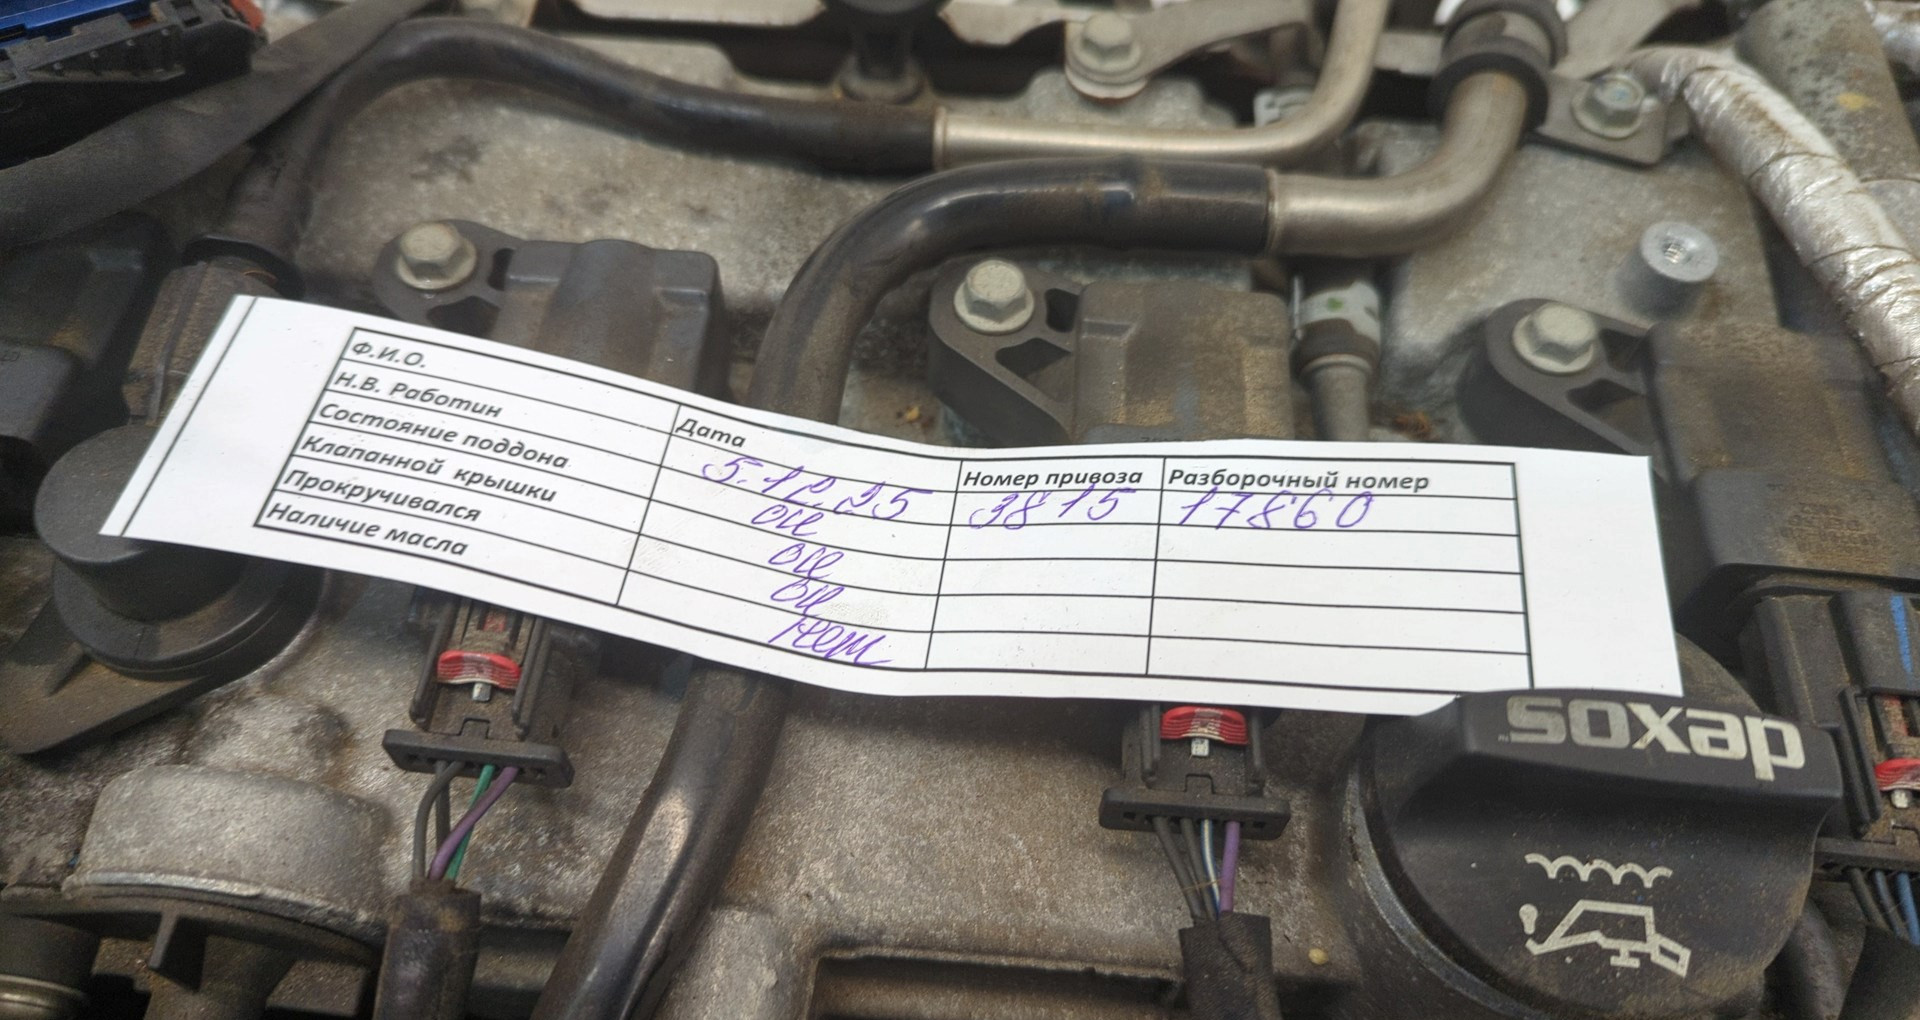 Ф.И.О. Дата Номер привоза Разборочный номер
Н.В. Работин 5.12.25 3815 17860
Состояние поддона ок
Клапанной крышки ок
Прокручивался ок
Наличие масла нет
dexos